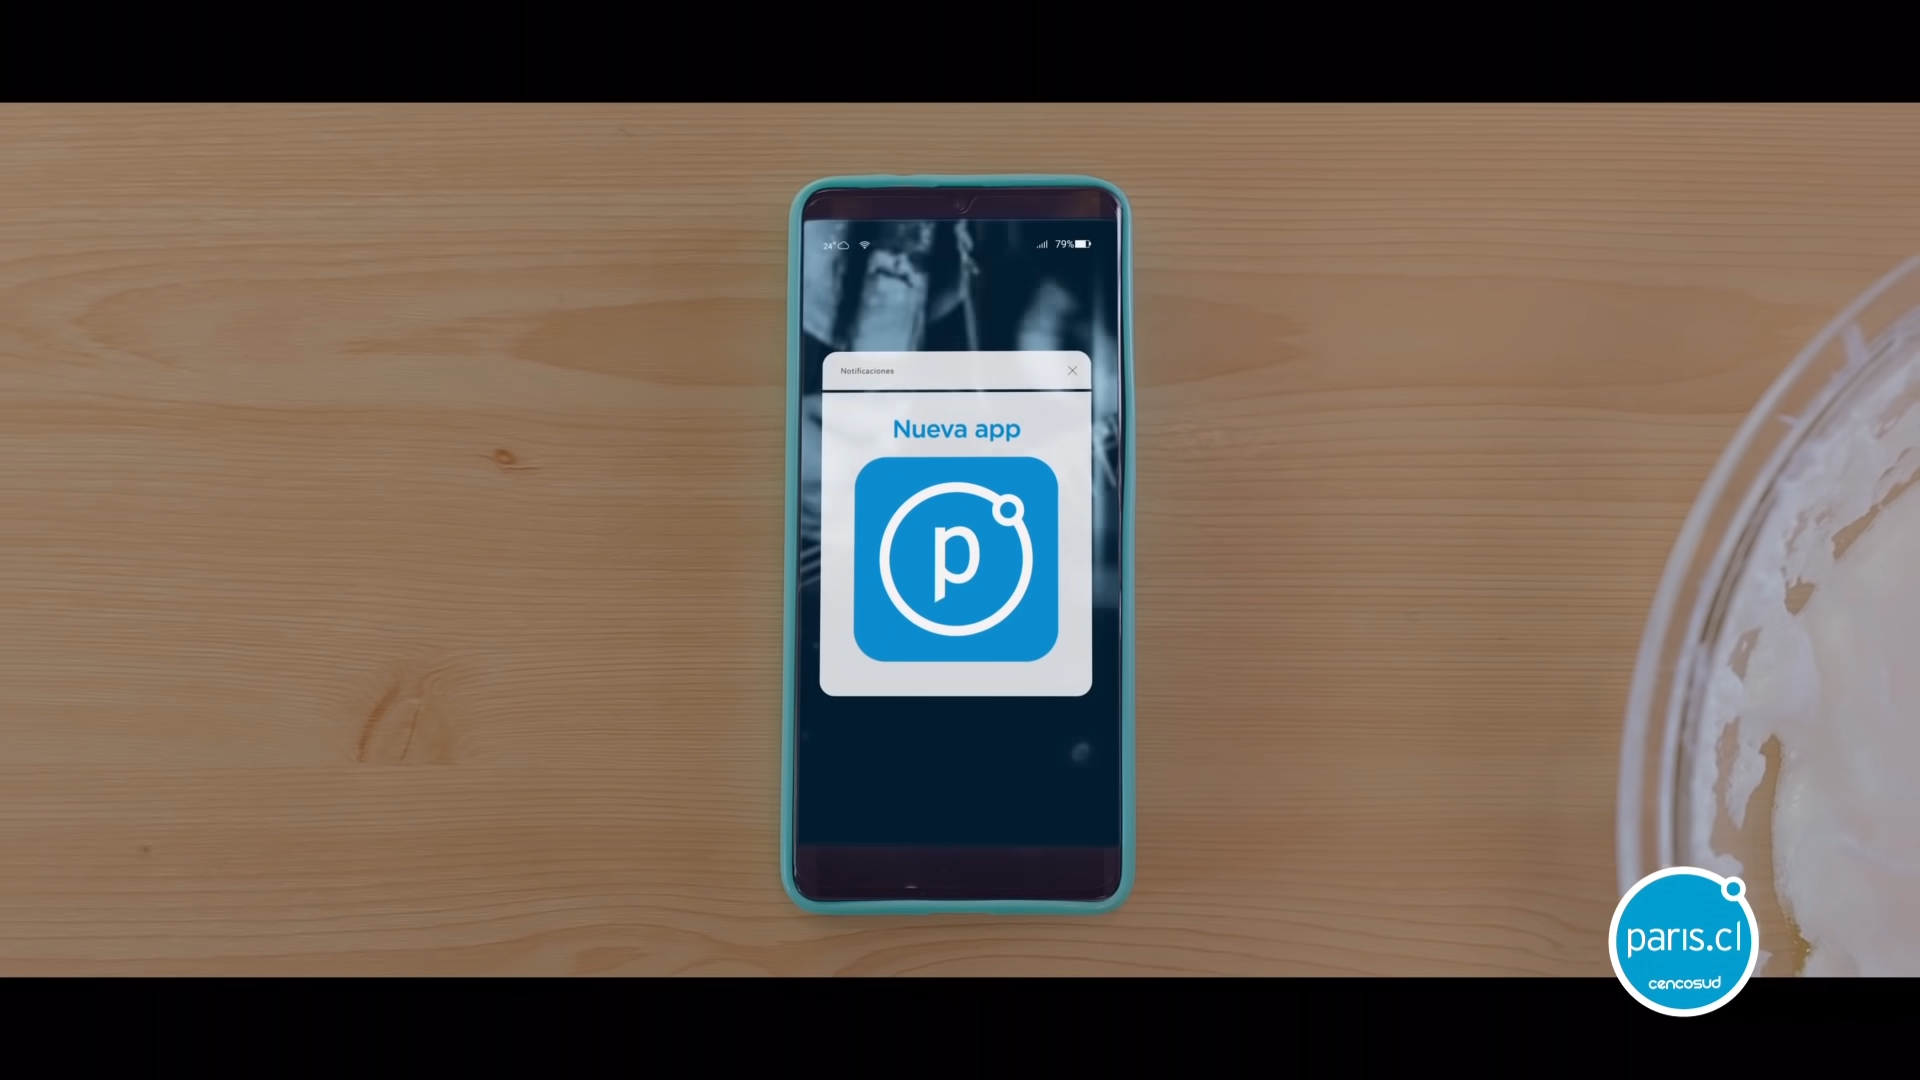 24°
79%
Notificaciones
Nueva app
p
paris.cl
cencosud